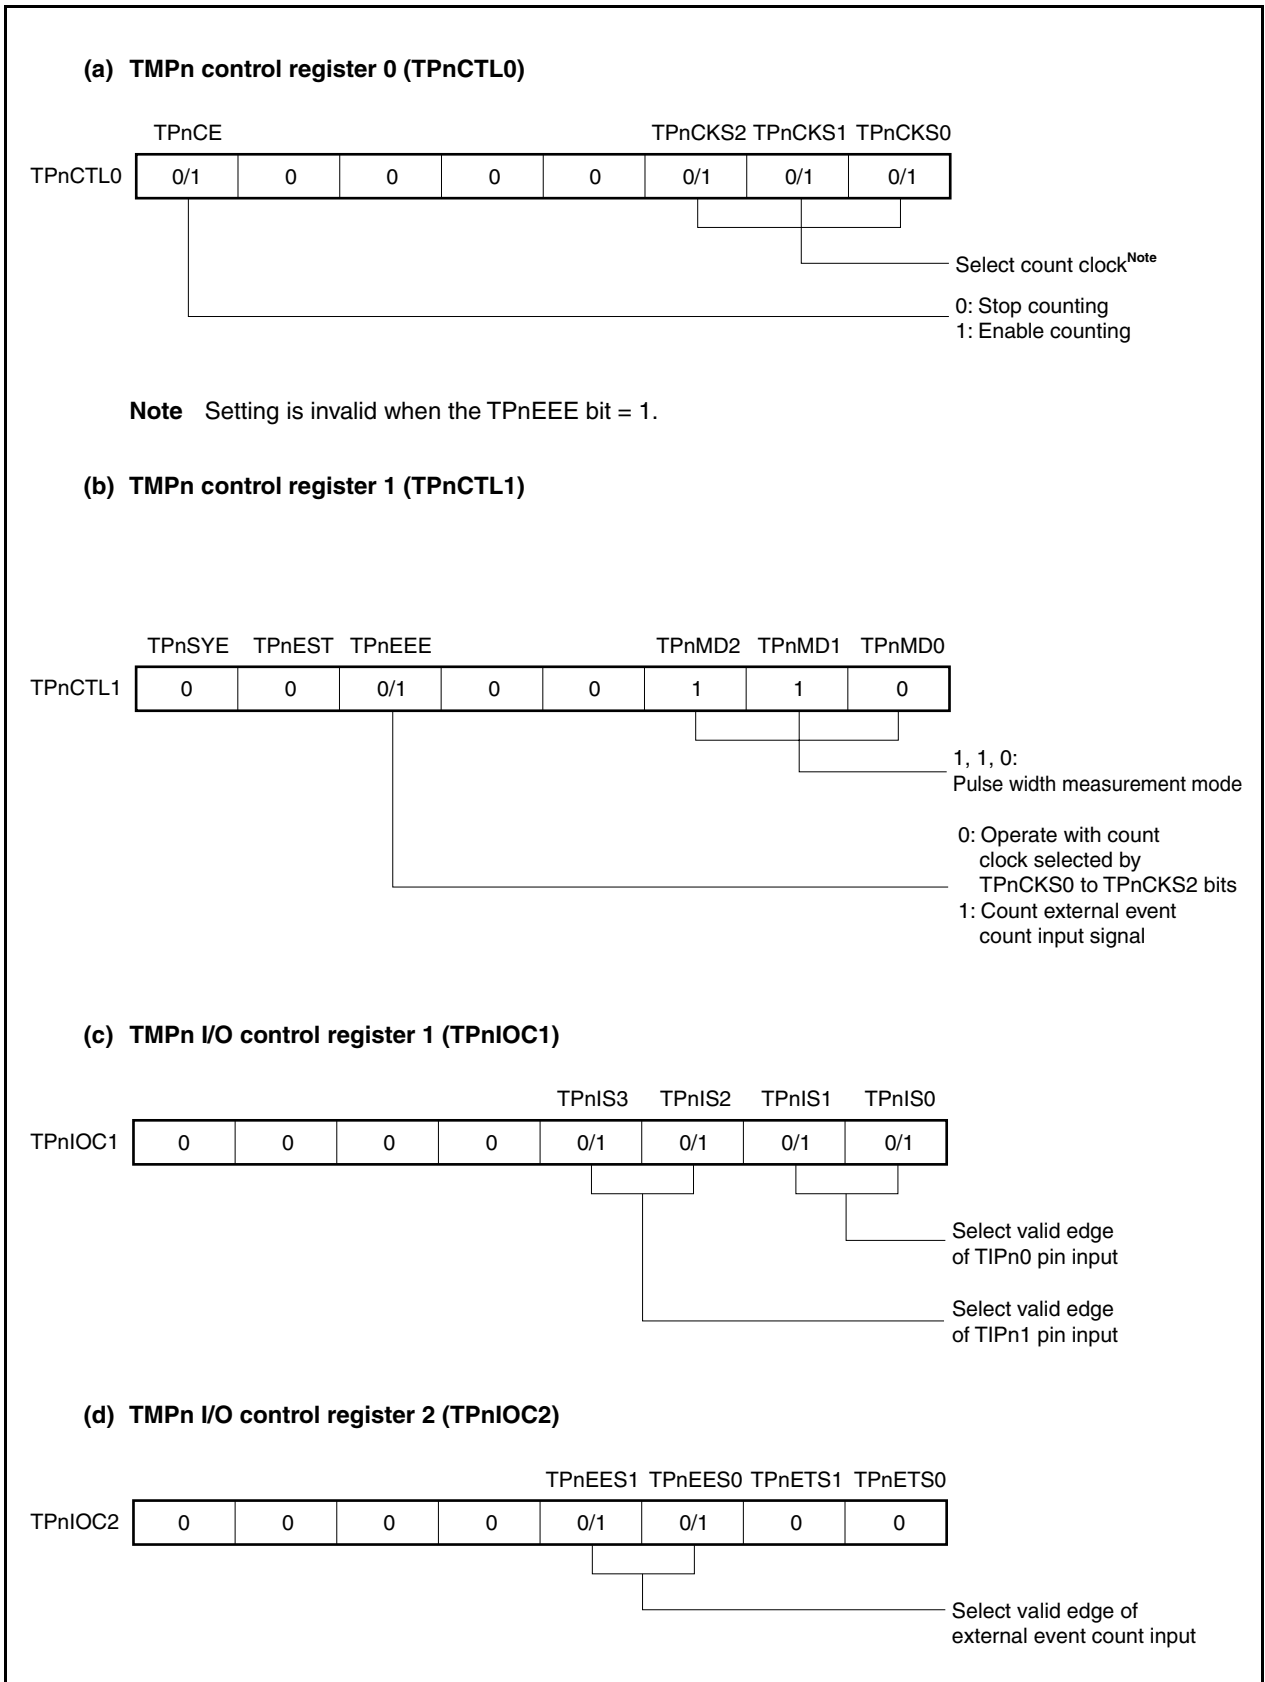 (a) TMPn control register 0 (TPnCTL0)
TPnCE TPnCKS2 TPnCKS1 TPnCKS0
TPnCTL0 0/1 0 0 0 0 0/1 0/1 0/1
Select count clockNote
0: Stop counting
1: Enable counting
Note Setting is invalid when the TPnEEE bit = 1.
(b) TMPn control register 1 (TPnCTL1)
TPnSYE TPnEST TPnEEE TPnMD2 TPnMD1 TPnMD0
TPnCTL1 0 0 0/1 0 0 1 1 0
1, 1, 0:
Pulse width measurement mode
0: Operate with count
clock selected by
TPnCKS0 to TPnCKS2 bits
1: Count external event
count input signal
(c) TMPn I/O control register 1 (TPnIOC1)
TPnIS3 TPnIS2 TPnIS1 TPnIS0
TPnIOC1 0 0 0 0 0/1 0/1 0/1 0/1
Select valid edge
of TIPn0 pin input
Select valid edge
of TIPn1 pin input
(d) TMPn I/O control register 2 (TPnIOC2)
TPnEES1 TPnEES0 TPnETS1 TPnETS0
TPnIOC2 0 0 0 0 0/1 0/1 0 0
Select valid edge of
external event count input